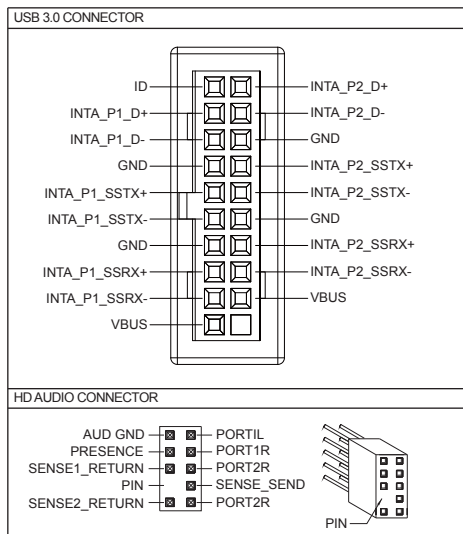 USB 3.0 CONNECTOR
ID INTA_P2_D+
INTA_P1_D+ INTA_P2_D-
INTA_P1_D- GND
GND INTA_P2_SSTX+
INTA_P1_SSTX+ INTA_P2_SSTX-
INTA_P1_SSTX- GND
GND INTA_P2_SSRX+
INTA_P1_SSRX+ INTA_P2_SSRX-
INTA_P1_SSRX- VBUS
VBUS
HD AUDIO CONNECTOR
AUD GND PORTIL
PRESENCE PORT1R
SENSE1_RETURN PORT2R
PIN SENSE_SEND
SENSE2_RETURN PORT2R
PIN